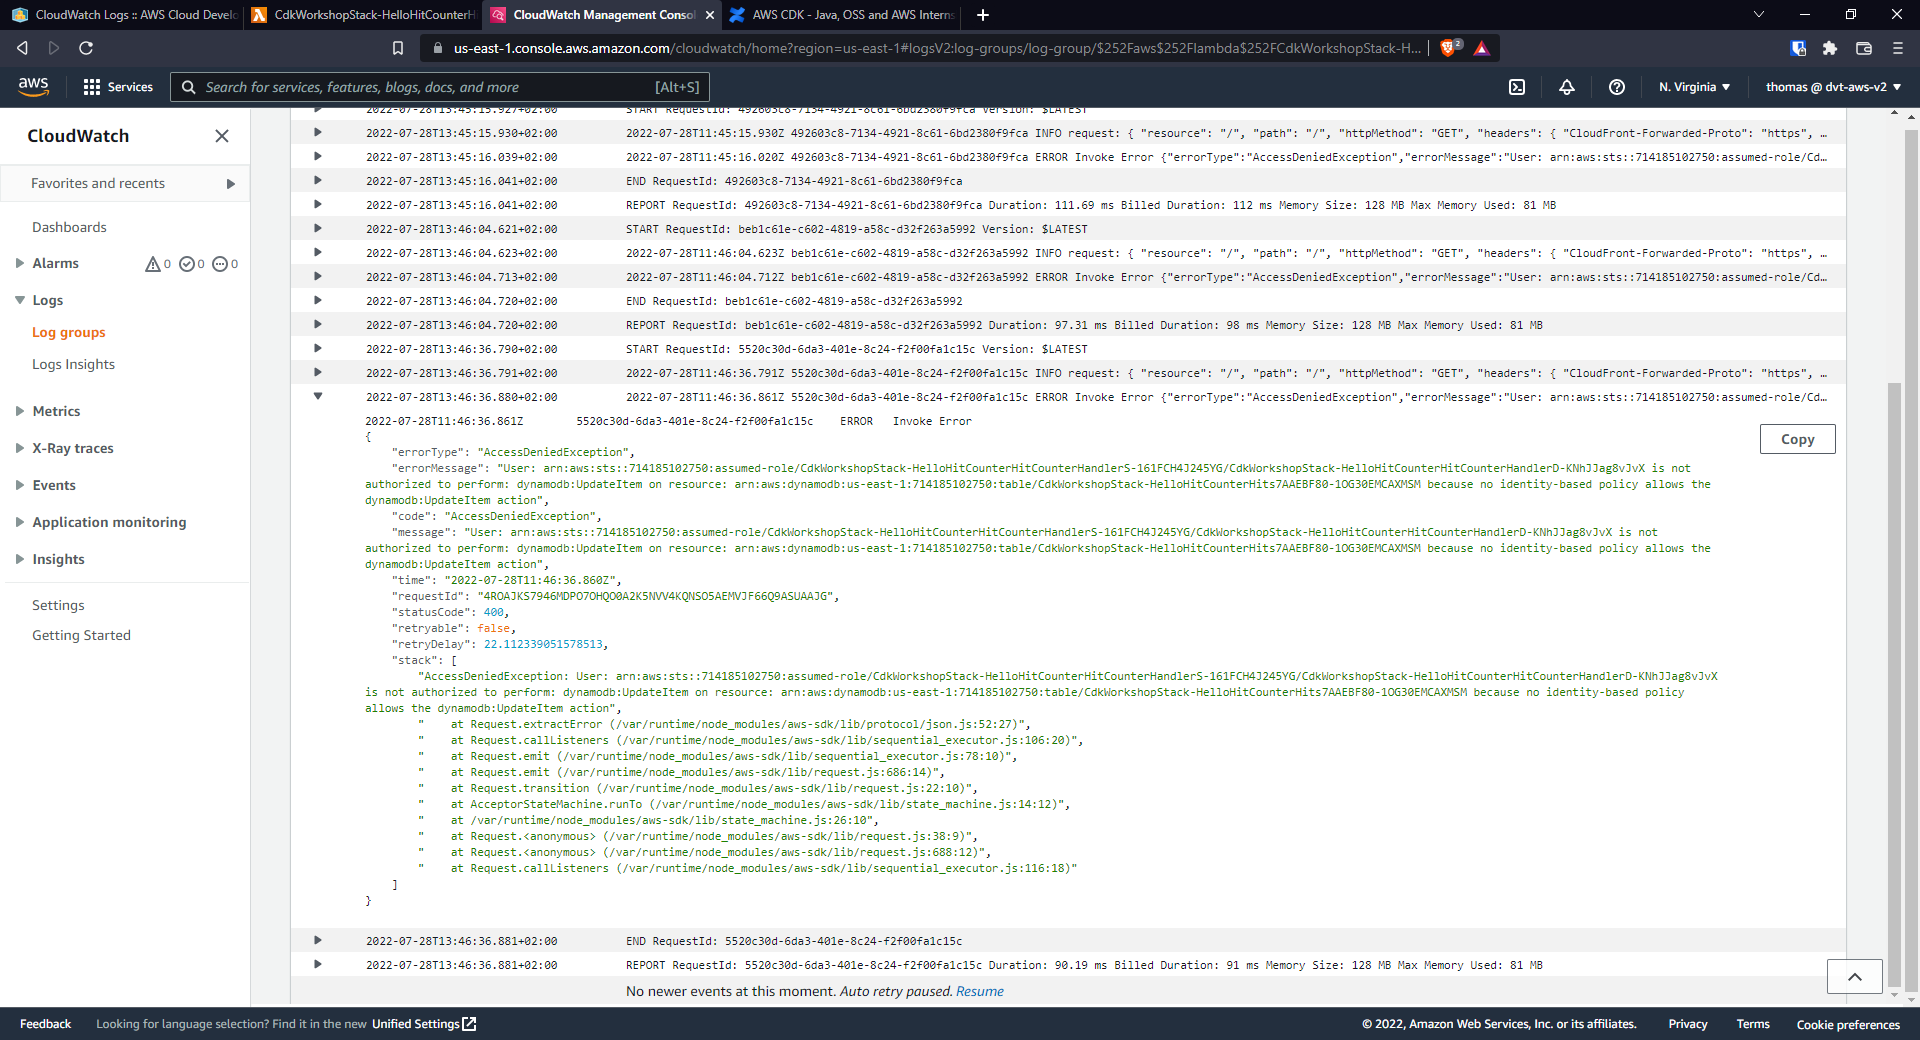 CloudWatch Logs :: AWS Cloud Develo
CdkWorkshopStack-HelloHitCounterH
CloudWatch Management Conso
AWS CDK - Java, OSS and AWS Intern
us-east-1.console.aws.amazon.com/cloudwatch/home?region=us-east-1#logsV2:log-groups/log-group/$252Faws$252Flambda$252FCdkWorkshopStack-H...
2
aws
Services
Search for services, features, blogs, docs, and more
[Alt+S]
N. Virginia
thomas @ dvt-aws-v2
CloudWatch
Favorites and recents
Dashboards
Alarms
0
0
0
Logs
Log groups
Logs Insights
Metrics
X-Ray traces
Events
Application monitoring
Insights
Settings
Getting Started
2022-07-28T13:45:15.927+02:00 START RequestId: 492603c8-7134-4921-8c61-6bd2380f9fca Version: $LATEST
2022-07-28T13:45:15.930+02:00 2022-07-28T11:45:15.930Z 492603c8-7134-4921-8c61-6bd2380f9fca INFO request: { "resource": "/", "path": "/", "httpMethod": "GET", "headers": { "CloudFront-Forwarded-Proto": "https", …
2022-07-28T13:45:16.039+02:00 2022-07-28T11:45:16.020Z 492603c8-7134-4921-8c61-6bd2380f9fca ERROR Invoke Error {"errorType":"AccessDeniedException","errorMessage":"User: arn:aws:sts::714185102750:assumed-role/Cd…
2022-07-28T13:45:16.041+02:00 END RequestId: 492603c8-7134-4921-8c61-6bd2380f9fca
2022-07-28T13:45:16.041+02:00 REPORT RequestId: 492603c8-7134-4921-8c61-6bd2380f9fca Duration: 111.69 ms Billed Duration: 112 ms Memory Size: 128 MB Max Memory Used: 81 MB
2022-07-28T13:46:04.621+02:00 START RequestId: beb1c61e-c602-4819-a58c-d32f263a5992 Version: $LATEST
2022-07-28T13:46:04.623+02:00 2022-07-28T11:46:04.623Z beb1c61e-c602-4819-a58c-d32f263a5992 INFO request: { "resource": "/", "path": "/", "httpMethod": "GET", "headers": { "CloudFront-Forwarded-Proto": "https", …
2022-07-28T13:46:04.713+02:00 2022-07-28T11:46:04.712Z beb1c61e-c602-4819-a58c-d32f263a5992 ERROR Invoke Error {"errorType":"AccessDeniedException","errorMessage":"User: arn:aws:sts::714185102750:assumed-role/Cd…
2022-07-28T13:46:04.720+02:00 END RequestId: beb1c61e-c602-4819-a58c-d32f263a5992
2022-07-28T13:46:04.720+02:00 REPORT RequestId: beb1c61e-c602-4819-a58c-d32f263a5992 Duration: 97.31 ms Billed Duration: 98 ms Memory Size: 128 MB Max Memory Used: 81 MB
2022-07-28T13:46:36.790+02:00 START RequestId: 5520c30d-6da3-401e-8c24-f2f00fa1c15c Version: $LATEST
2022-07-28T13:46:36.791+02:00 2022-07-28T11:46:36.791Z 5520c30d-6da3-401e-8c24-f2f00fa1c15c INFO request: { "resource": "/", "path": "/", "httpMethod": "GET", "headers": { "CloudFront-Forwarded-Proto": "https", …
2022-07-28T13:46:36.880+02:00 2022-07-28T11:46:36.861Z 5520c30d-6da3-401e-8c24-f2f00fa1c15c ERROR Invoke Error {"errorType":"AccessDeniedException","errorMessage":"User: arn:aws:sts::714185102750:assumed-role/Cd…
2022-07-28T11:46:36.861Z 5520c30d-6da3-401e-8c24-f2f00fa1c15c ERROR Invoke Error
Copy
{
"errorType": "AccessDeniedException",
"errorMessage": "User: arn:aws:sts::714185102750:assumed-role/CdkWorkshopStack-HelloHitCounterHitCounterHandlerS-161FCH4J245YG/CdkWorkshopStack-HelloHitCounterHitCounterHandlerD-KNhJJag8vJvX is not
authorized to perform: dynamodb:UpdateItem on resource: arn:aws:dynamodb:us-east-1:714185102750:table/CdkWorkshopStack-HelloHitCounterHits7AAEBF80-1OG30EMCAXMSM because no identity-based policy allows the
dynamodb:UpdateItem action",
"code": "AccessDeniedException",
"message": "User: arn:aws:sts::714185102750:assumed-role/CdkWorkshopStack-HelloHitCounterHitCounterHandlerS-161FCH4J245YG/CdkWorkshopStack-HelloHitCounterHitCounterHandlerD-KNhJJag8vJvX is not
authorized to perform: dynamodb:UpdateItem on resource: arn:aws:dynamodb:us-east-1:714185102750:table/CdkWorkshopStack-HelloHitCounterHits7AAEBF80-1OG30EMCAXMSM because no identity-based policy allows the
dynamodb:UpdateItem action",
"time": "2022-07-28T11:46:36.860Z",
"requestId": "4ROAJKS7946MDPO7OHQO0A2K5NVV4KQNSO5AEMVJF66Q9ASUAAJG",
"statusCode": 400,
"retryable": false,
"retryDelay": 22.112339051578513,
"stack": [
"AccessDeniedException: User: arn:aws:sts::714185102750:assumed-role/CdkWorkshopStack-HelloHitCounterHitCounterHandlerS-161FCH4J245YG/CdkWorkshopStack-HelloHitCounterHitCounterHandlerD-KNhJJag8vJvX
is not authorized to perform: dynamodb:UpdateItem on resource: arn:aws:dynamodb:us-east-1:714185102750:table/CdkWorkshopStack-HelloHitCounterHits7AAEBF80-1OG30EMCAXMSM because no identity-based policy
allows the dynamodb:UpdateItem action",
" at Request.extractError (/var/runtime/node_modules/aws-sdk/lib/protocol/json.js:52:27)",
" at Request.callListeners (/var/runtime/node_modules/aws-sdk/lib/sequential_executor.js:106:20)",
" at Request.emit (/var/runtime/node_modules/aws-sdk/lib/sequential_executor.js:78:10)",
" at Request.emit (/var/runtime/node_modules/aws-sdk/lib/request.js:686:14)",
" at Request.transition (/var/runtime/node_modules/aws-sdk/lib/request.js:22:10)",
" at AcceptorStateMachine.runTo (/var/runtime/node_modules/aws-sdk/lib/state_machine.js:14:12)",
" at /var/runtime/node_modules/aws-sdk/lib/state_machine.js:26:10",
" at Request.<anonymous> (/var/runtime/node_modules/aws-sdk/lib/request.js:38:9)",
" at Request.<anonymous> (/var/runtime/node_modules/aws-sdk/lib/request.js:688:12)",
" at Request.callListeners (/var/runtime/node_modules/aws-sdk/lib/sequential_executor.js:116:18)"
]
}
2022-07-28T13:46:36.881+02:00 END RequestId: 5520c30d-6da3-401e-8c24-f2f00fa1c15c
2022-07-28T13:46:36.881+02:00 REPORT RequestId: 5520c30d-6da3-401e-8c24-f2f00fa1c15c Duration: 90.19 ms Billed Duration: 91 ms Memory Size: 128 MB Max Memory Used: 81 MB
No newer events at this moment. Auto retry paused. Resume
Feedback
Looking for language selection? Find it in the new Unified Settings
© 2022, Amazon Web Services, Inc. or its affiliates.
Privacy
Terms
Cookie preferences